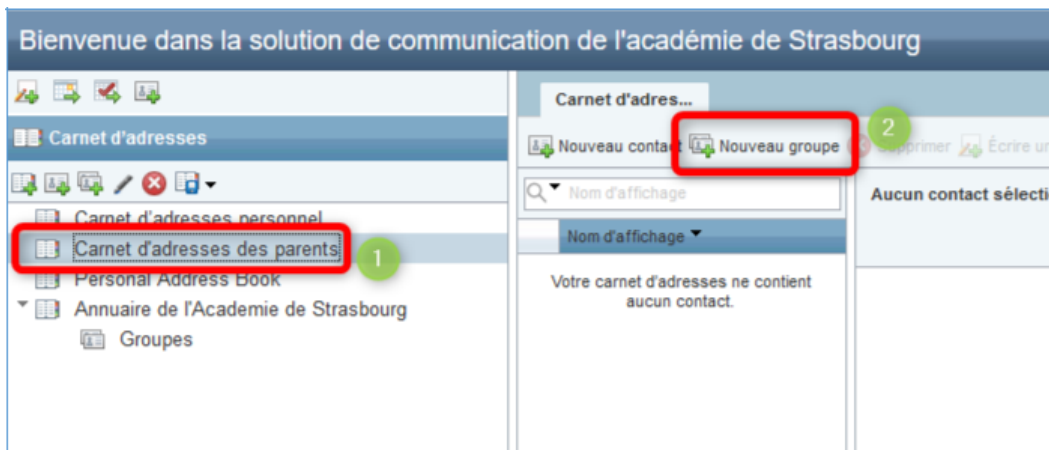 Bienvenue dans la solution de communication de l'académie de Strasbourg
Carnet d'adresses
Carnet d'adresses personnel
Carnet d'adresses des parents
1
Personal Address Book
Annuaire de l'Academie de Strasbourg
Groupes
Carnet d'adres...
Nouveau contact
Nouveau groupe
2
Supprimer
Écrire un
Nom d'affichage
Nom d'affichage
Votre carnet d'adresses ne contient
aucun contact.
Aucun contact sélecti